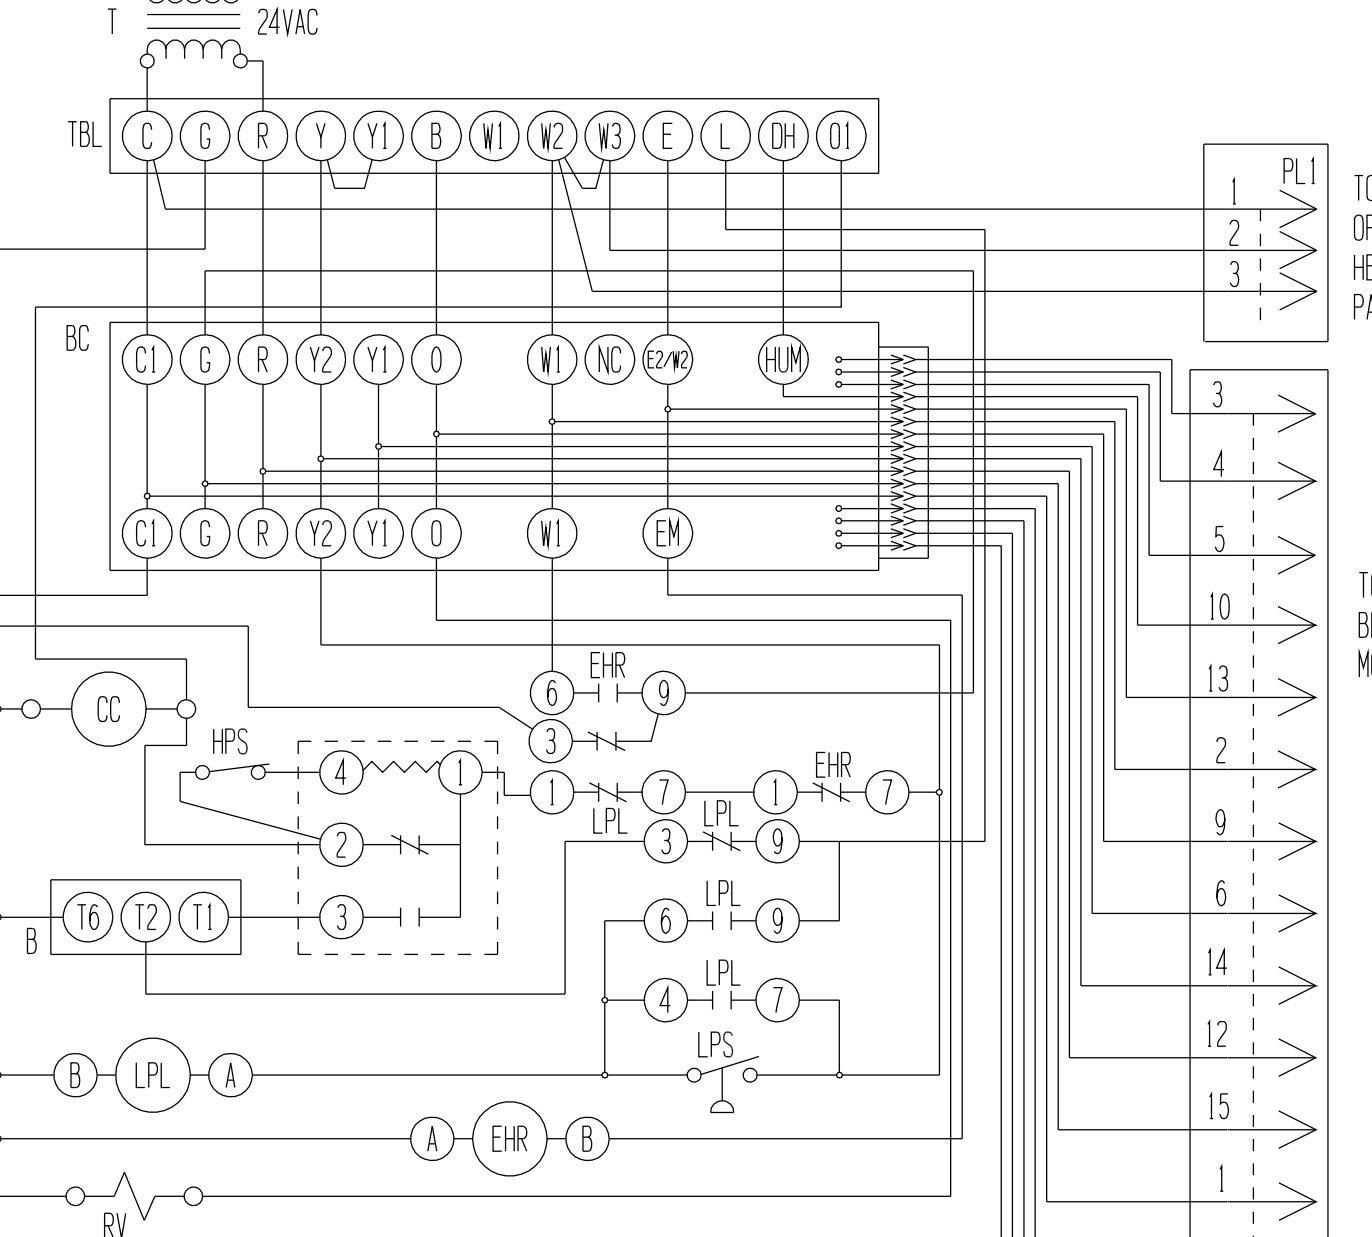 T 24VAC
TBL C G R Y Y1 B W1 W2 W3 E L DH O1
PL1
1
2
3
BC C1 G R Y2 Y1 O W1 NC E2/W2 HUM
3
4
C1 G R Y2 Y1 O W1 EM
5
10
EHR
6 9
13
CC
3
HPS
2
4 1 1 7 1 EHR 7
LPL LPL
2 3 9
9
LPL
6 9
6
T6 T2 T1 3
B
LPL
4 7
14
LPS
12
B LPL A
15
A EHR B
1
RV